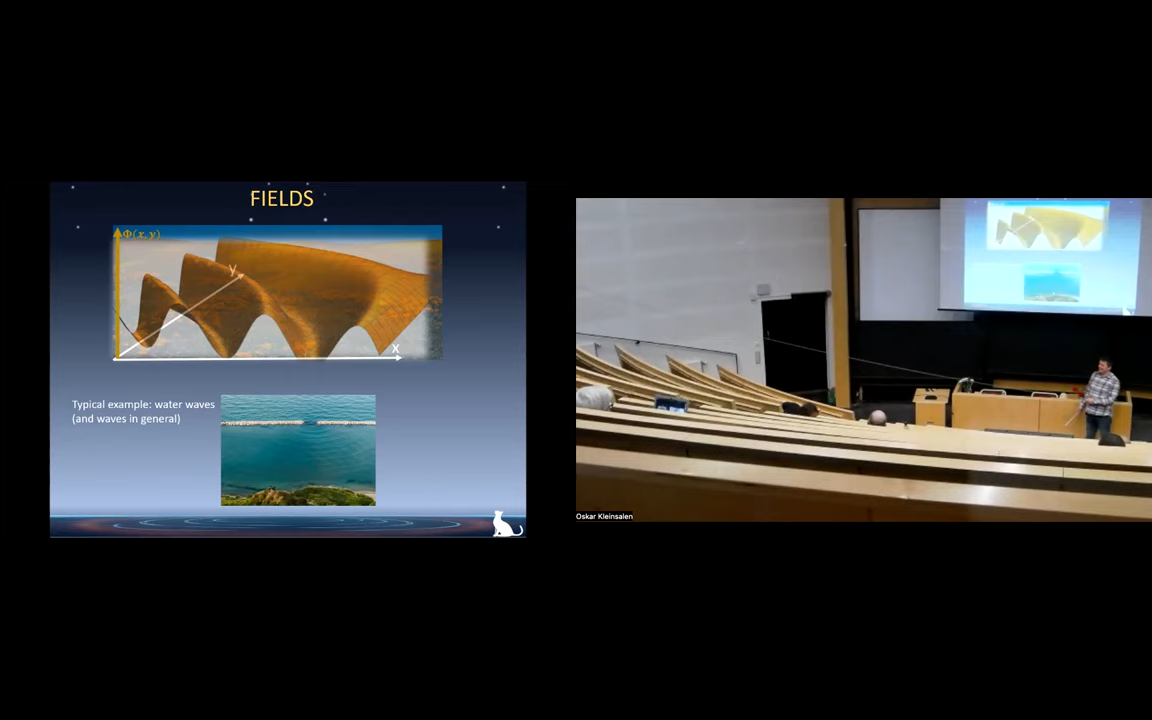 FIELDS
Φ(x, y)
y
x
Typical example: water waves
(and waves in general)
Oskar Kleinsalen